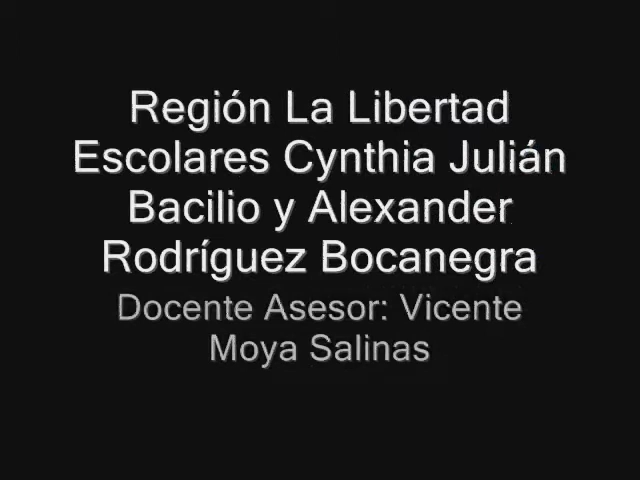 Región La Libertad
Escolares Cynthia Julián
Bacilio y Alexander
Rodríguez Bocanegra
Docente Asesor: Vicente
Moya Salinas